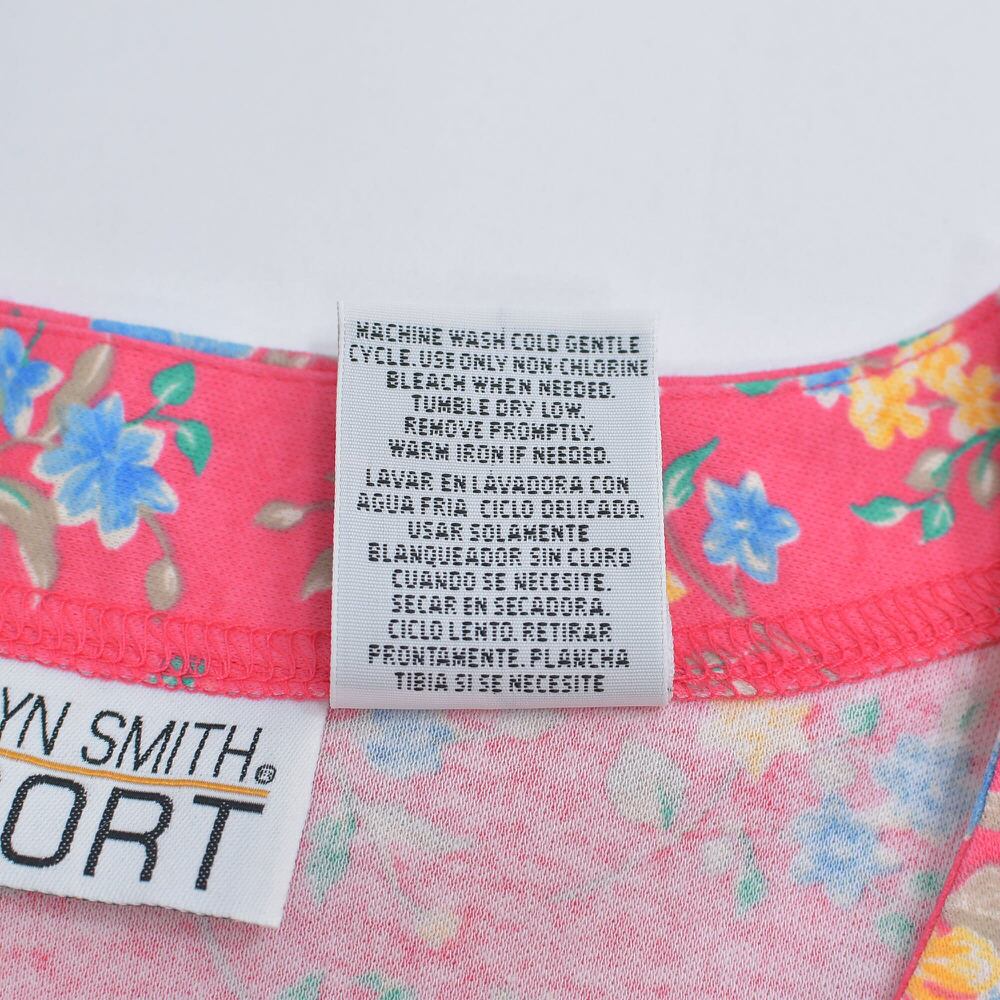 MACHINE WASH COLD GENTLE
CYCLE. USE ONLY NON-CHLORINE
BLEACH WHEN NEEDED.
TUMBLE DRY LOW.
REMOVE PROMPTLY.
WARM IRON IF NEEDED.
LAVAR EN LAVADORA CON
AGUA FRIA CICLO DELICADO.
USAR SOLAMENTE
BLANQUEADOR SIN CLORO
CUANDO SE NECESITE.
SECAR EN SECADORA.
CICLO LENTO. RETIRAR
PRONTAMENTE. PLANCHA
TIBIA SI SE NECESITE
YN SMITH®
ORT